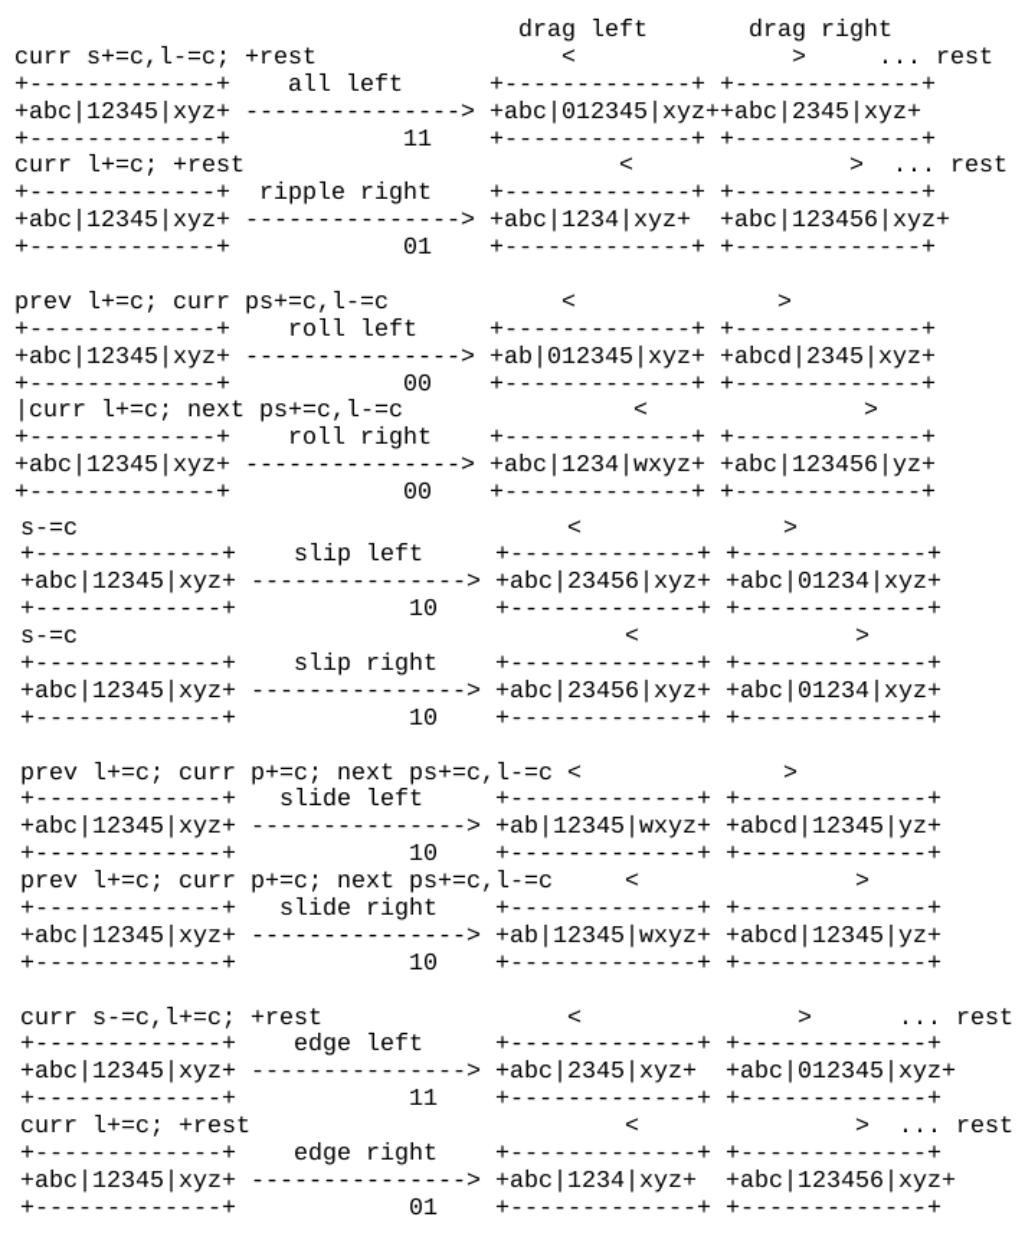 drag left       drag right
curr s+=c,l-=c; +rest                 <               >     ... rest
+-------------+    all left      +-------------+ +-------------+
+abc|12345|xyz+ ---------------> +abc|012345|xyz++abc|2345|xyz+
+-------------+            11    +-------------+ +-------------+
curr l+=c; +rest                          <               >  ... rest
+-------------+  ripple right    +-------------+ +-------------+
+abc|12345|xyz+ ---------------> +abc|1234|xyz+  +abc|123456|xyz+
+-------------+            01    +-------------+ +-------------+

prev l+=c; curr ps+=c,l-=c            <              >
+-------------+    roll left     +-------------+ +-------------+
+abc|12345|xyz+ ---------------> +ab|012345|xyz+ +abcd|2345|xyz+
+-------------+            00    +-------------+ +-------------+
|curr l+=c; next ps+=c,l-=c                <               >
+-------------+    roll right    +-------------+ +-------------+
+abc|12345|xyz+ ---------------> +abc|1234|wxyz+ +abc|123456|yz+
+-------------+            00    +-------------+ +-------------+
s-=c                                  <              >
+-------------+    slip left     +-------------+ +-------------+
+abc|12345|xyz+ ---------------> +abc|23456|xyz+ +abc|01234|xyz+
+-------------+            10    +-------------+ +-------------+
s-=c                                      <               >
+-------------+    slip right    +-------------+ +-------------+
+abc|12345|xyz+ ---------------> +abc|23456|xyz+ +abc|01234|xyz+
+-------------+            10    +-------------+ +-------------+

prev l+=c; curr p+=c; next ps+=c,l-=c <              >
+-------------+   slide left     +-------------+ +-------------+
+abc|12345|xyz+ ---------------> +ab|12345|wxyz+ +abcd|12345|yz+
+-------------+            10    +-------------+ +-------------+
prev l+=c; curr p+=c; next ps+=c,l-=c     <               >
+-------------+   slide right    +-------------+ +-------------+
+abc|12345|xyz+ ---------------> +ab|12345|wxyz+ +abcd|12345|yz+
+-------------+            10    +-------------+ +-------------+

curr s-=c,l+=c; +rest                 <               >      ... rest
+-------------+    edge left     +-------------+ +-------------+
+abc|12345|xyz+ ---------------> +abc|2345|xyz+  +abc|012345|xyz+
+-------------+            11    +-------------+ +-------------+
curr l+=c; +rest                          <               >  ... rest
+-------------+    edge right    +-------------+ +-------------+
+abc|12345|xyz+ ---------------> +abc|1234|xyz+  +abc|123456|xyz+
+-------------+            01    +-------------+ +-------------+